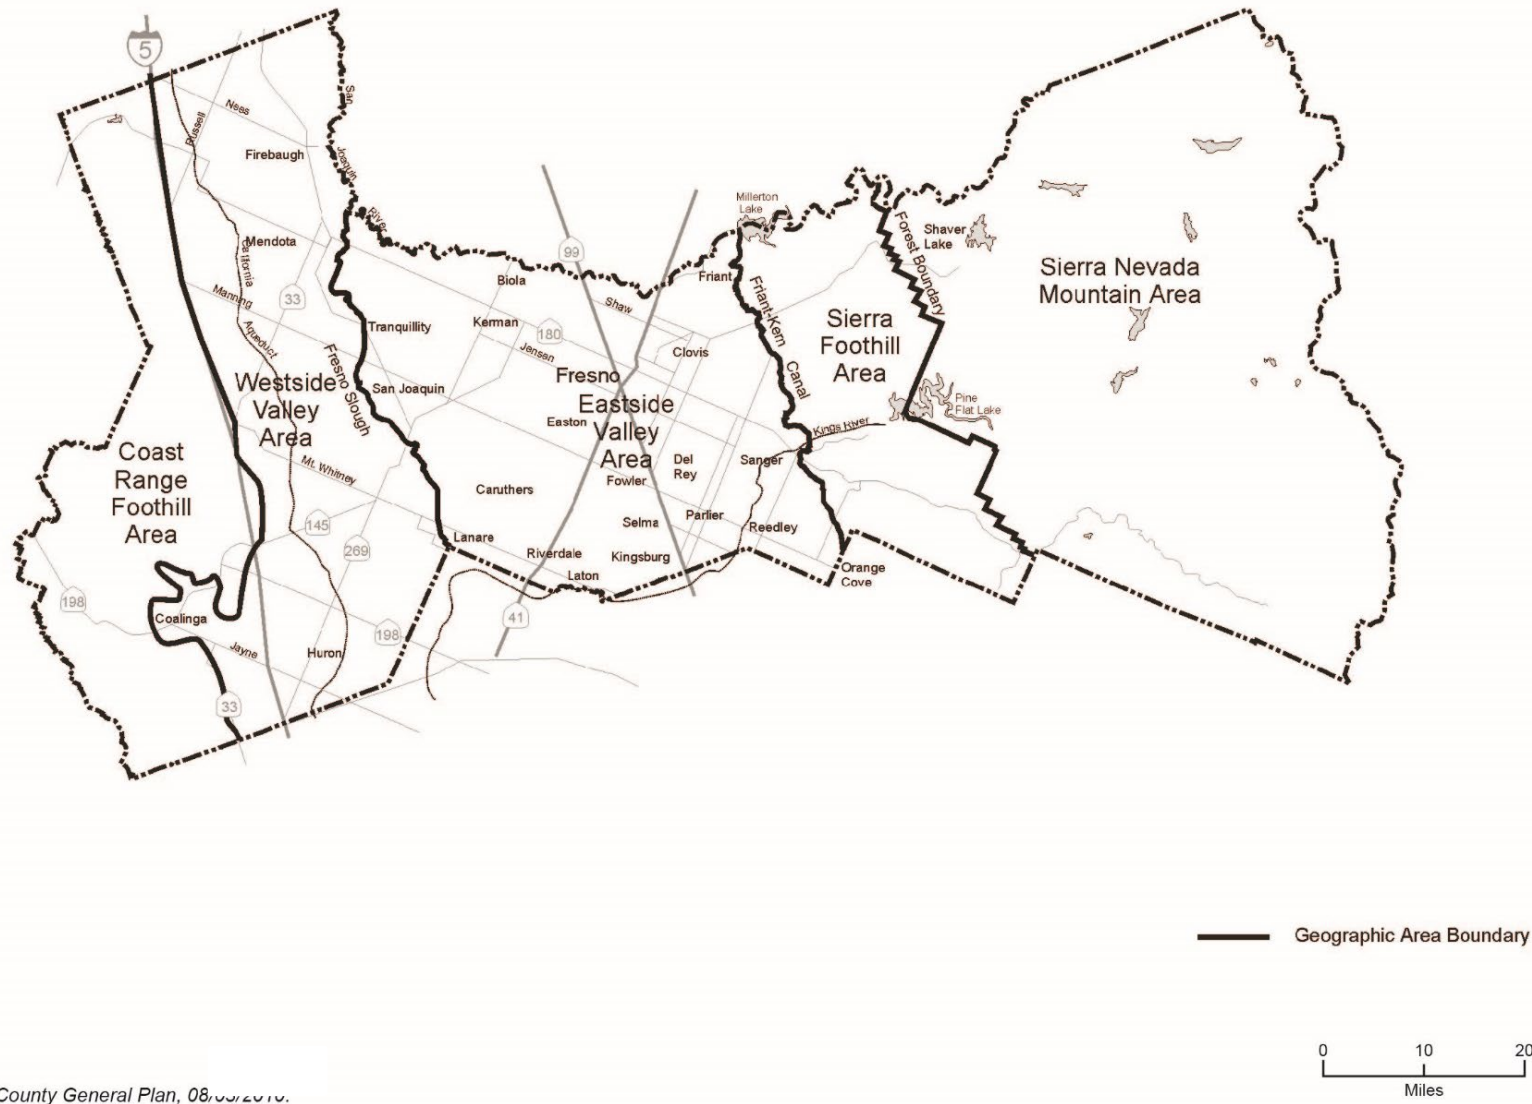 5
San
Joaquin
River
Nees
Russell
Firebaugh
Mendota
California
Aqueduct
Manning
33
Fresno Slough
Tranquillity
San Joaquin
Westside
Valley
Area
Coast
Range
Foothill
Area
Mt. Whitney
145
269
198
Coalinga
Jayne
Huron
198
33
Biola
Kerman
99
180
Shaw
Jensen
Clovis
Fresno
Easton
Eastside
Valley
Area
Del
Rey
Fowler
Sanger
Caruthers
Selma
Parlier
Reedley
Lanare
Riverdale
Kingsburg
Laton
41
Orange
Cove
Millerton
Lake
Friant
Friant-Kern
Canal
Kings River
Sierra
Foothill
Area
Forest Boundary
Shaver
Lake
Pine
Flat Lake
Sierra Nevada
Mountain Area
Geographic Area Boundary
0 10 20
Miles
County General Plan,